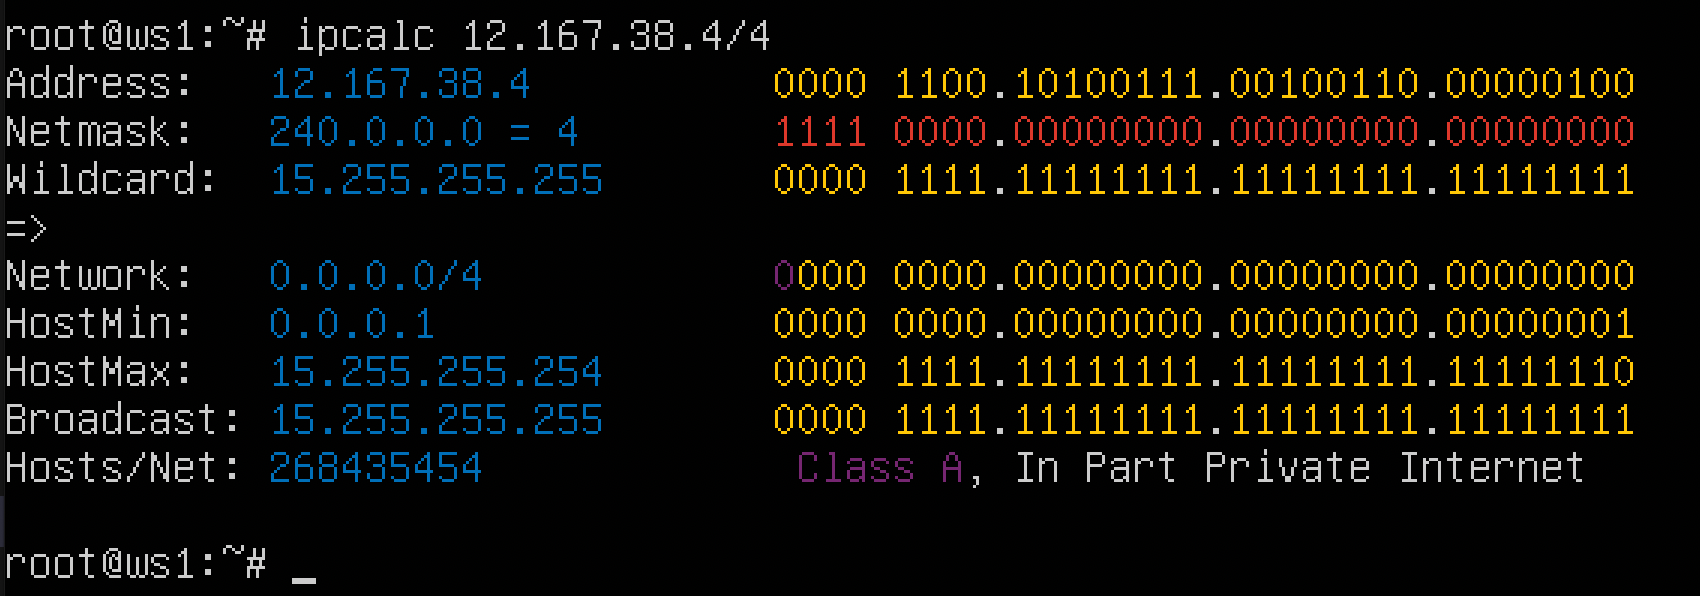 root@ws1:~# ipcalc 12.167.38.4/4
Address:   12.167.38.4          0000 1100.10100111.00100110.00000100
Netmask:   240.0.0.0 = 4        1111 0000.00000000.00000000.00000000
Wildcard:  15.255.255.255       0000 1111.11111111.11111111.11111111
=>
Network:   0.0.0.0/4            0000 0000.00000000.00000000.00000000
HostMin:   0.0.0.1              0000 0000.00000000.00000000.00000001
HostMax:   15.255.255.254       0000 1111.11111111.11111111.11111110
Broadcast: 15.255.255.255       0000 1111.11111111.11111111.11111111
Hosts/Net: 268435454             Class A, In Part Private Internet
root@ws1:~# _